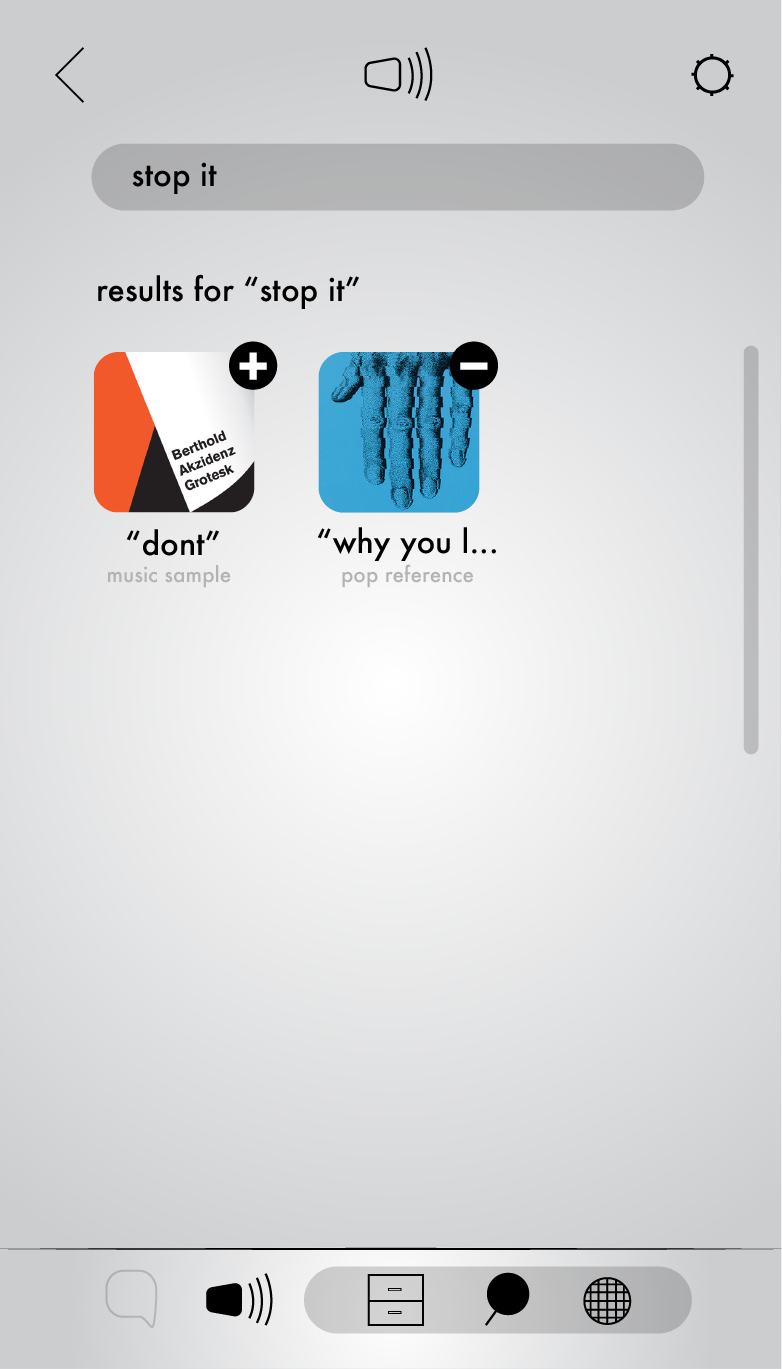 stop it
results for “stop it”
Berthold
Akzidenz
Grotesk
“dont”
music sample
“why you l...
pop reference